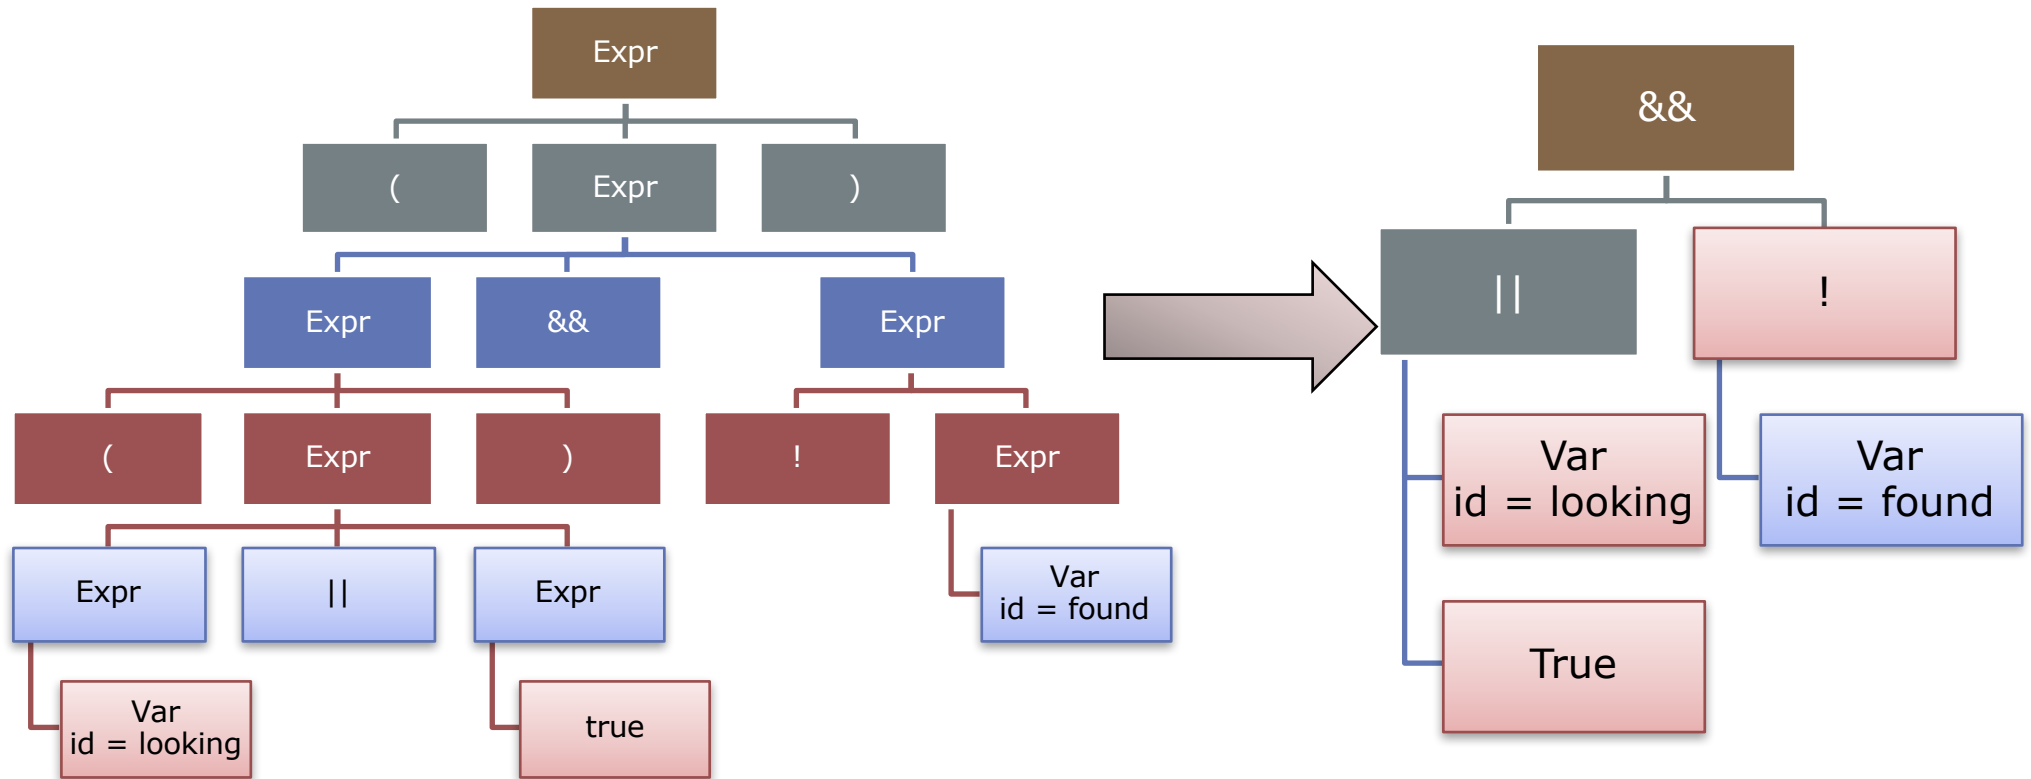 Expr
( Expr )
Expr && Expr
( Expr ) ! Expr
Expr || Expr
Var
id = found
Var
id = looking
true
&&
|| !
Var
id = looking
Var
id = found
True